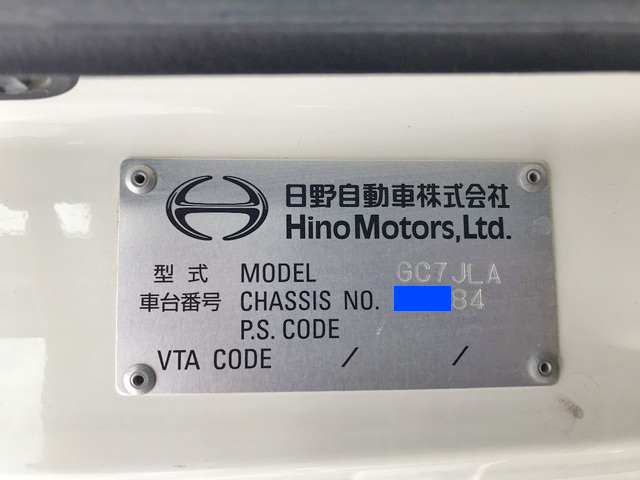 日野自動車株式会社
Hino Motors, Ltd.
型式 MODEL GC7JLA
車台番号 CHASSIS NO. 84
P.S. CODE
VTA CODE / /